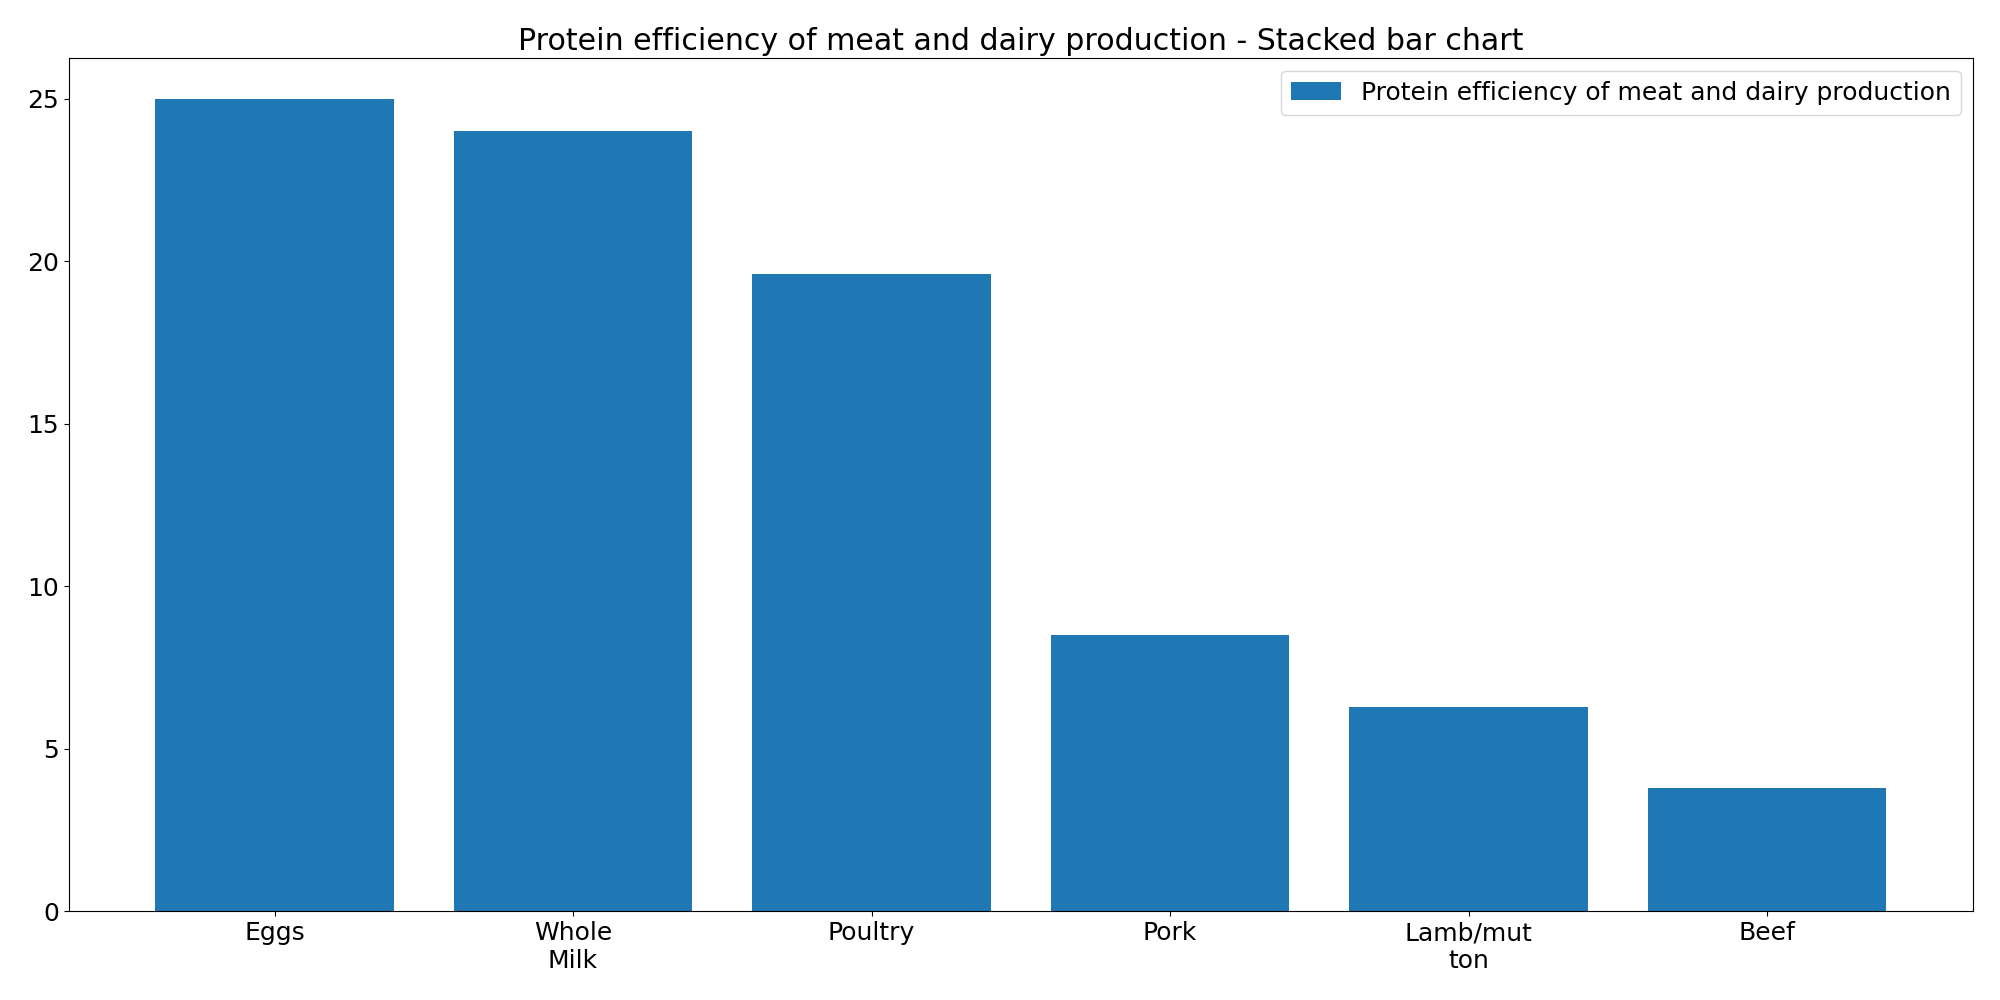 Protein efficiency of meat and dairy production - Stacked bar chart
Protein efficiency of meat and dairy production
25
20
15
10
5
0
Eggs
Whole
Milk
Poultry
Pork
Lamb/mut
ton
Beef